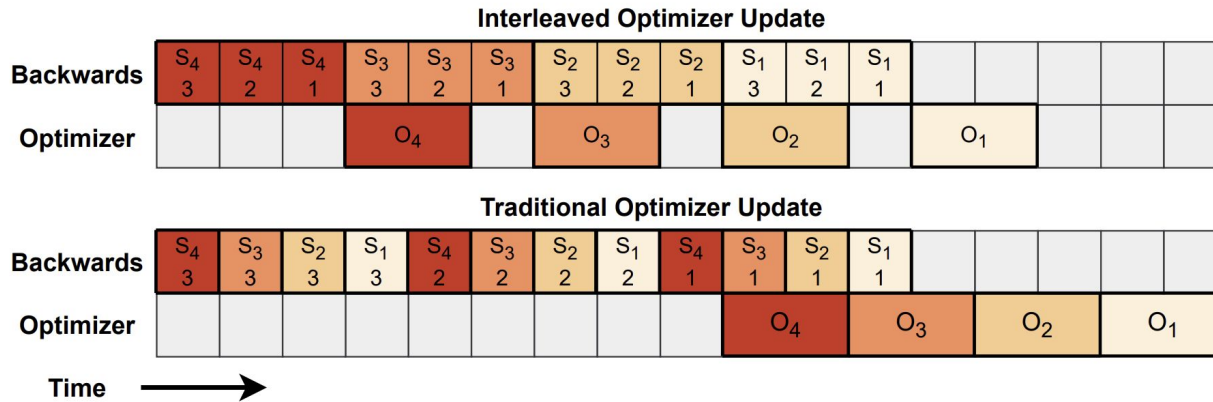 Interleaved Optimizer Update
Backwards S₄ S₄ S₄ S₃ S₃ S₃ S₂ S₂ S₂ S₁ S₁ S₁
3 2 1 3 2 1 3 2 1 3 2 1
Optimizer O₄ O₃ O₂ O₁
Traditional Optimizer Update
Backwards S₄ S₃ S₂ S₁ S₄ S₃ S₂ S₁ S₄ S₃ S₂ S₁
3 3 3 3 2 2 2 2 1 1 1 1
Optimizer O₄ O₃ O₂ O₁
Time